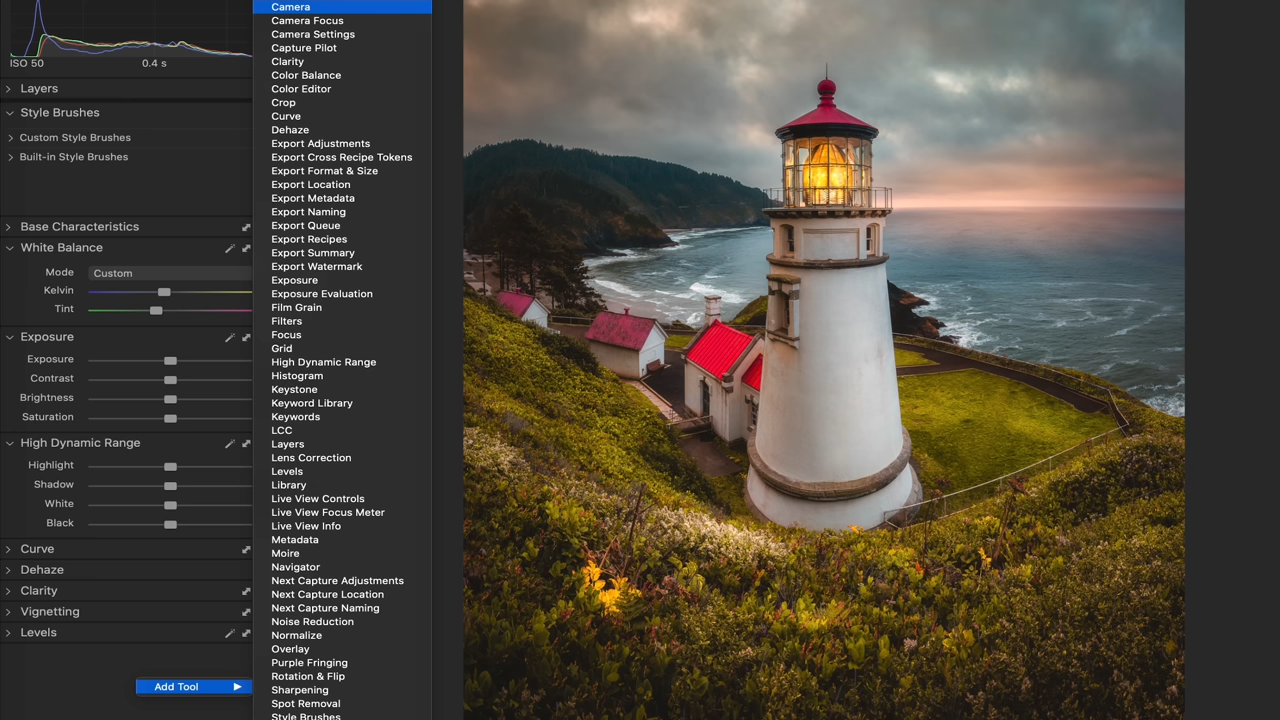 ISO 50 0.4 s
Layers
Style Brushes
Custom Style Brushes
Built-in Style Brushes
Base Characteristics
White Balance
Mode Custom
Kelvin
Tint
Exposure
Exposure
Contrast
Brightness
Saturation
High Dynamic Range
Highlight
Shadow
White
Black
Curve
Dehaze
Clarity
Vignetting
Levels
Add Tool
Camera
Camera Focus
Camera Settings
Capture Pilot
Clarity
Color Balance
Color Editor
Crop
Curve
Dehaze
Export Adjustments
Export Cross Recipe Tokens
Export Format & Size
Export Location
Export Metadata
Export Naming
Export Queue
Export Recipes
Export Summary
Export Watermark
Exposure
Exposure Evaluation
Film Grain
Filters
Focus
Grid
High Dynamic Range
Histogram
Keystone
Keyword Library
Keywords
LCC
Layers
Lens Correction
Levels
Library
Live View Controls
Live View Focus Meter
Live View Info
Metadata
Moire
Navigator
Next Capture Adjustments
Next Capture Location
Next Capture Naming
Noise Reduction
Normalize
Overlay
Purple Fringing
Rotation & Flip
Sharpening
Spot Removal
Style Brushes